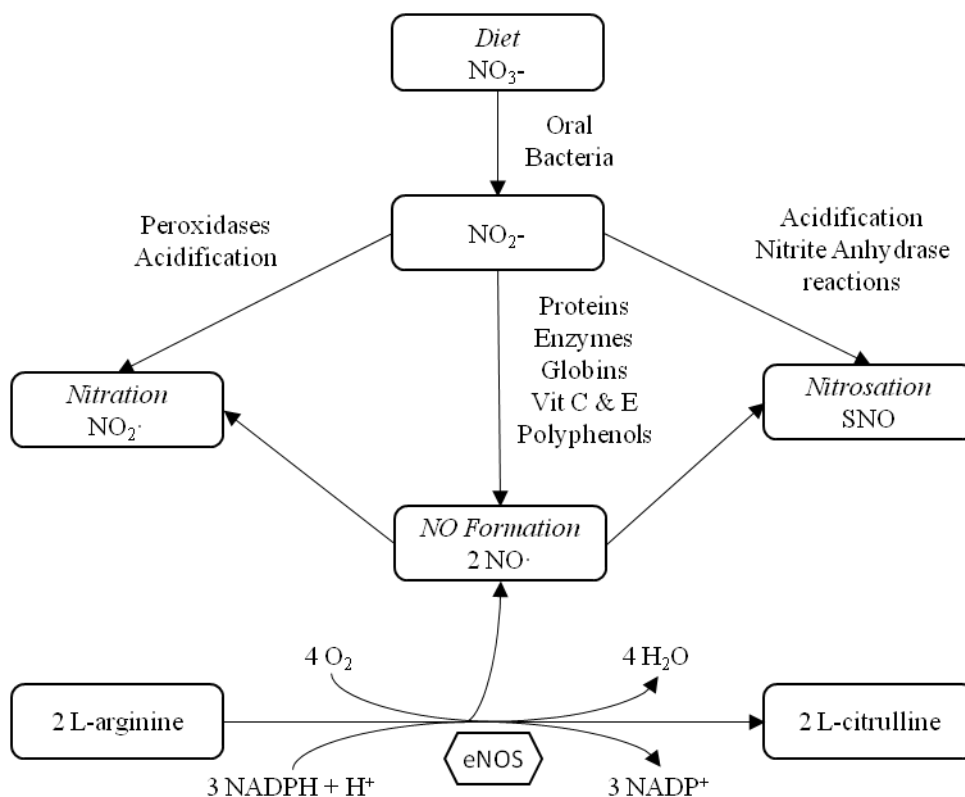 Diet
NO₃-
Oral
Bacteria
NO₂-
Peroxidases
Acidification
Acidification
Nitrite Anhydrase
reactions
Proteins
Enzymes
Globins
Vit C & E
Polyphenols
Nitration
NO₂·
Nitrosation
SNO
NO Formation
2 NO·
4 O₂
4 H₂O
2 L-arginine
2 L-citrulline
eNOS
3 NADPH + H⁺
3 NADP⁺